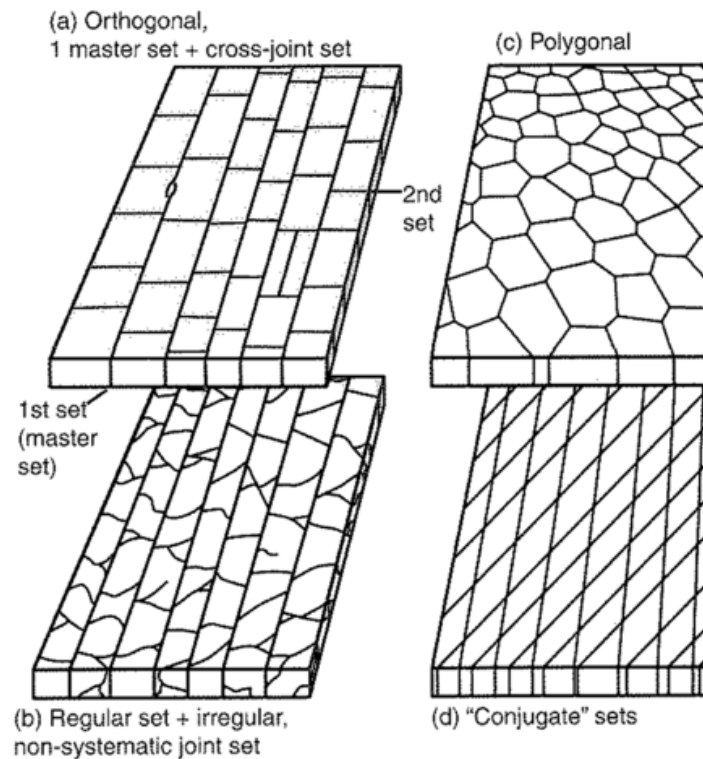 (a) Orthogonal,
1 master set + cross-joint set
(c) Polygonal
2nd
set
1st set
(master
set)
(b) Regular set + irregular,
non-systematic joint set
(d) “Conjugate” sets